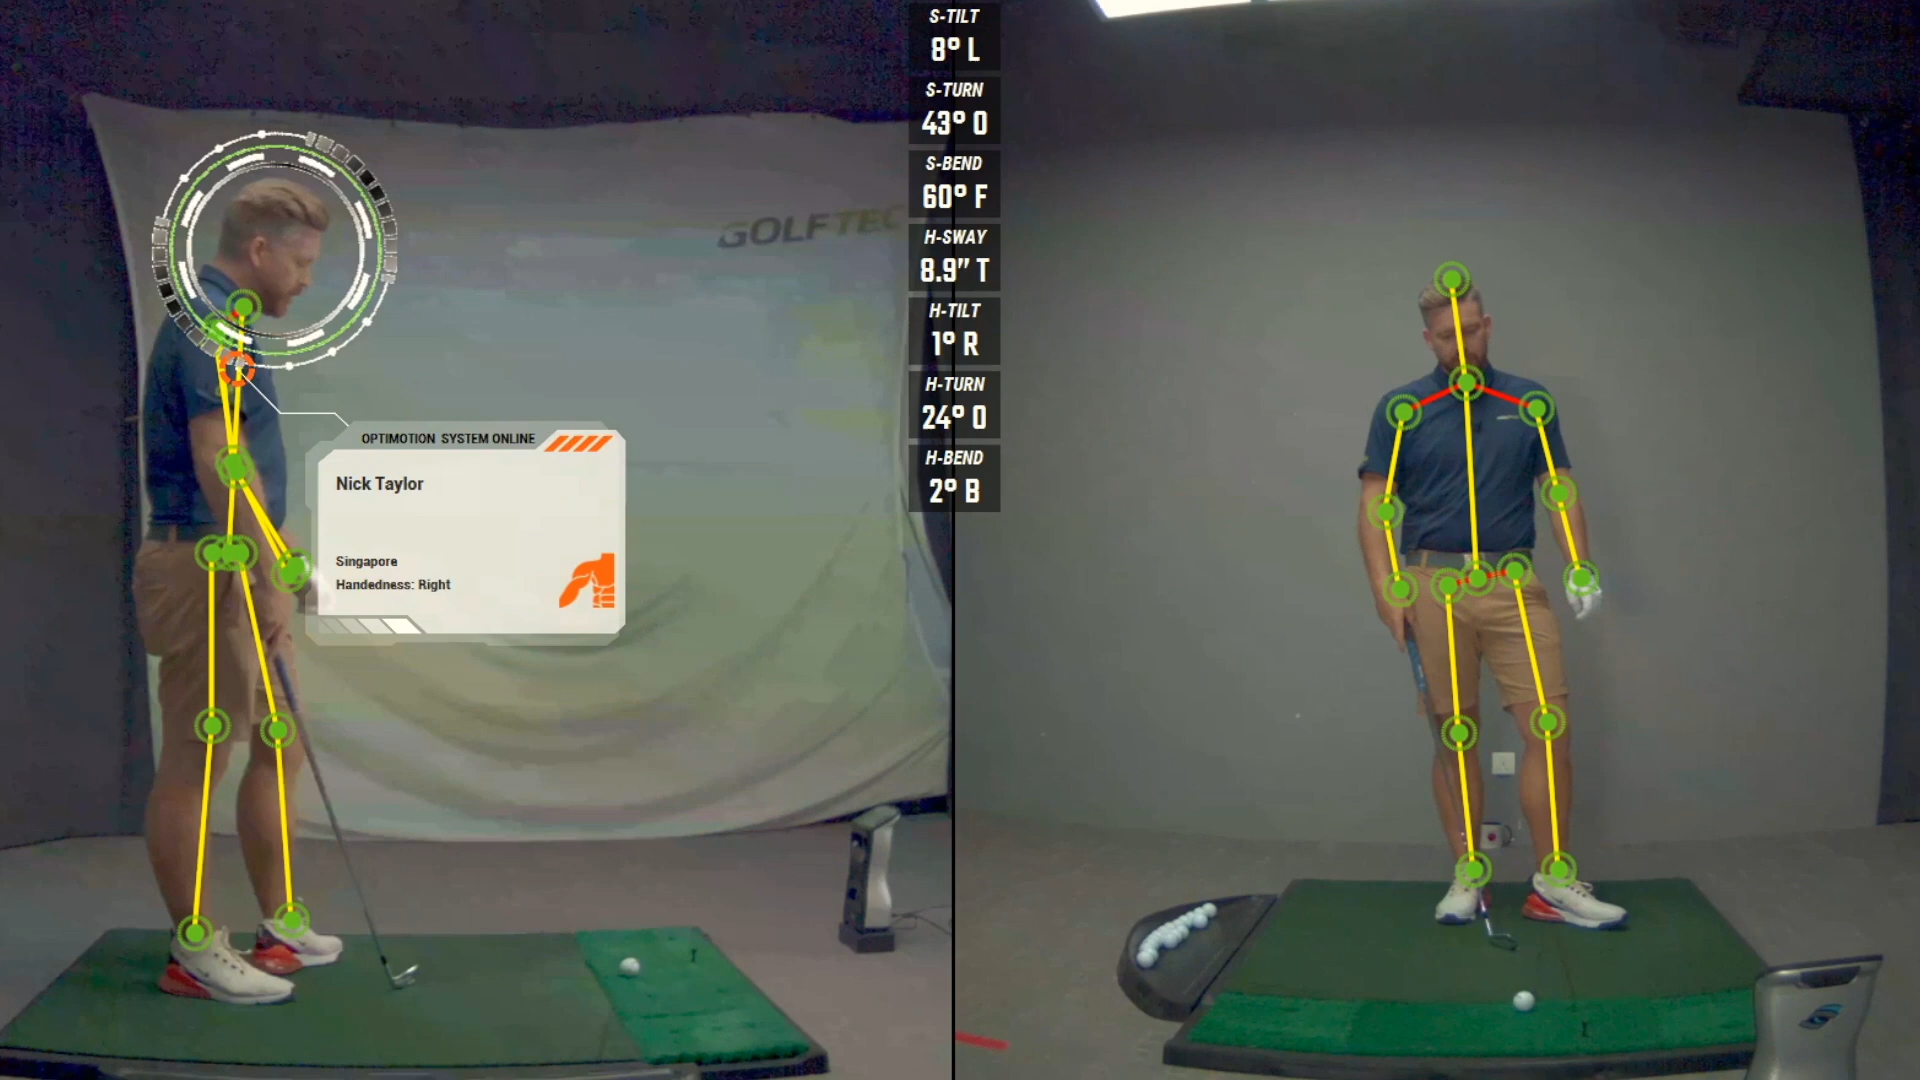 S-TILT
8° L
S-TURN
43° O
S-BEND
60° F
H-SWAY
8.9" T
H-TILT
1° R
H-TURN
24° O
H-BEND
2° B
GOLFTEC
OPTIMOTION SYSTEM ONLINE
Nick Taylor
Singapore
Handedness: Right